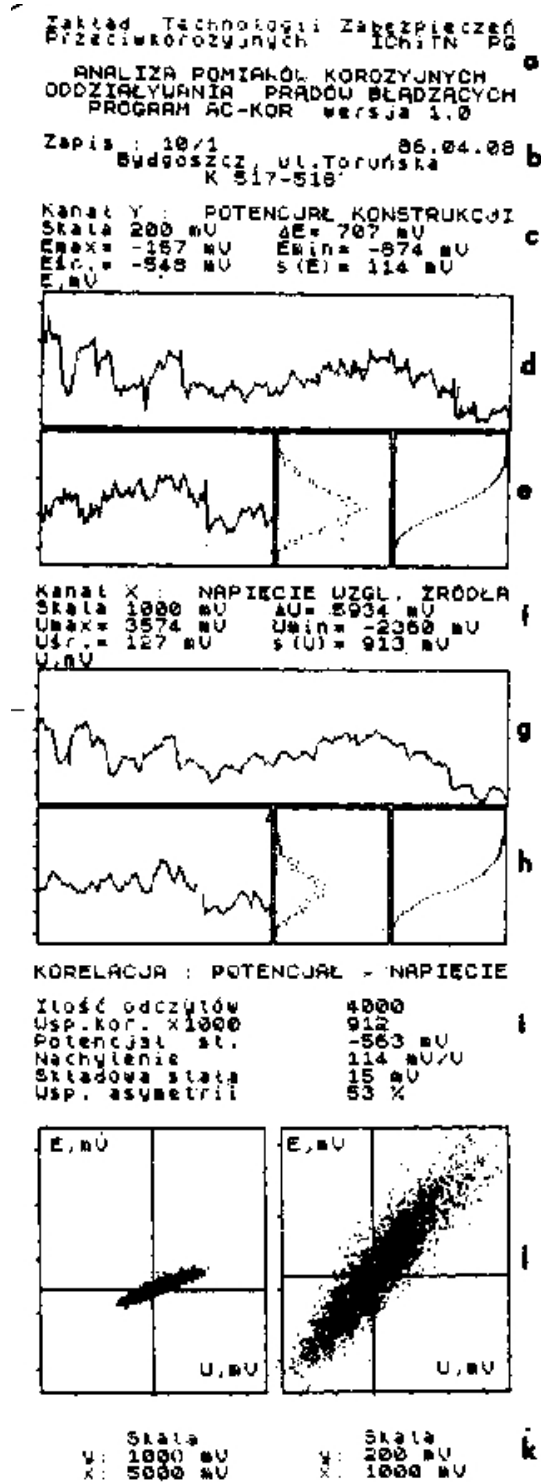 Zakład Technologii Zabezpieczeń
Przeciwkorozyjnych IChiTN PG
a
ANALIZA POMIARÓW KOROZYJNYCH
ODDZIAŁYWANIA PRĄDÓW BŁĄDZĄCYCH
PROGRAM AC-KOR wersja 1.0
Zapis : 10/1 86.04.08
b
Bydgoszcz, ul.Toruńska
K 517-518
Kanał Y : POTENCJAŁ KONSTRUKCJI
Skala 200 mV ΔE= 707 mV
c
Emax= -167 mV Emin= -874 mV
Eśr.= -548 mV s(E)= 114 mV
E,mV
d
e
Kanał X : NAPIĘCIE WZGL. ŹRÓDŁA
Skala 1000 mV ΔU= 5934 mV
f
Umax= 3574 mV Umin= -2360 mV
Uśr.= 127 mV s(U)= 913 mV
U,mV
g
h
KORELACJA : POTENCJAŁ - NAPIĘCIE
Ilość odczytów 4000
Wsp.kor. x1000 912
i
Potencjał st. -563 mV
Nachylenie 114 mV/V
Składowa stała 15 mV
Wsp. asymetrii 53 %
E,mV E,mV
j
U,mV U,mV
Skala Skala
k
y: 1000 mV y: 200 mV
x: 5000 mV x: 1000 mV